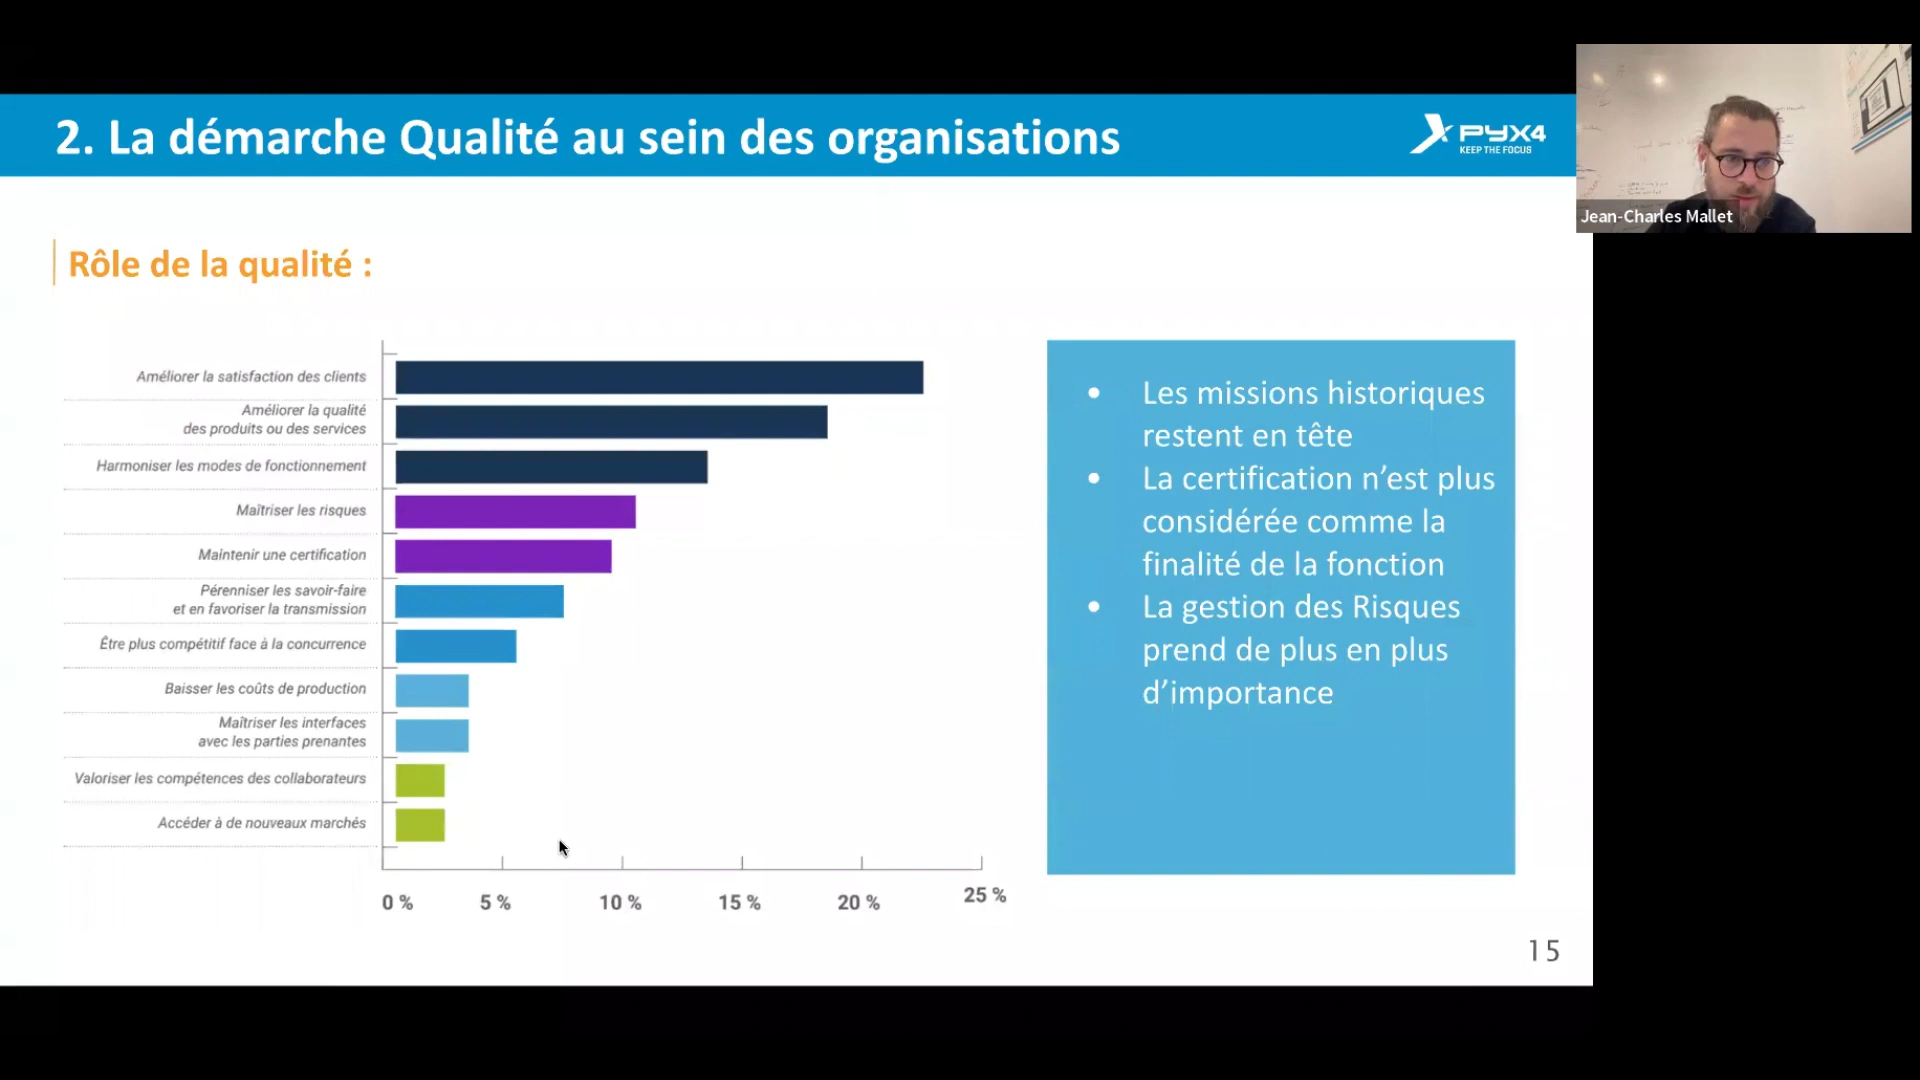 2. La démarche Qualité au sein des organisations
PYX4
KEEP THE FOCUS
Jean-Charles Mallet
Rôle de la qualité :
Améliorer la satisfaction des clients
Améliorer la qualité
des produits ou des services
Harmoniser les modes de fonctionnement
Maîtriser les risques
Maintenir une certification
Pérenniser les savoir-faire
et en favoriser la transmission
Être plus compétitif face à la concurrence
Baisser les coûts de production
Maîtriser les interfaces
avec les parties prenantes
Valoriser les compétences des collaborateurs
Accéder à de nouveaux marchés
0 %
5 %
10 %
15 %
20 %
25 %
• Les missions historiques
restent en tête
• La certification n’est plus
considérée comme la
finalité de la fonction
• La gestion des Risques
prend de plus en plus
d’importance
15